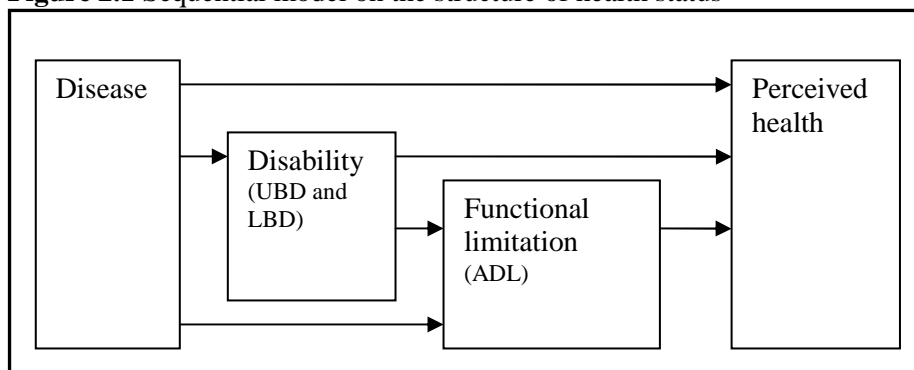 Figure 2.1 Sequential model on the structure of health status
Disease
Perceived
health
Disability
(UBD and
LBD)
Functional
limitation
(ADL)